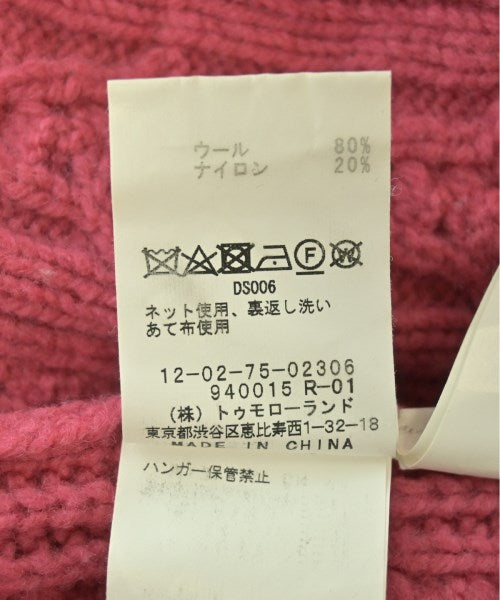 ウール 80%
ナイロン 20%
F W
DS006
ネット使用、裏返し洗い
あて布使用
12-02-75-02306
940015 R-01
(株) トゥモローランド
東京都渋谷区恵比寿西1-32-18
MADE IN CHINA
ハンガー保管禁止